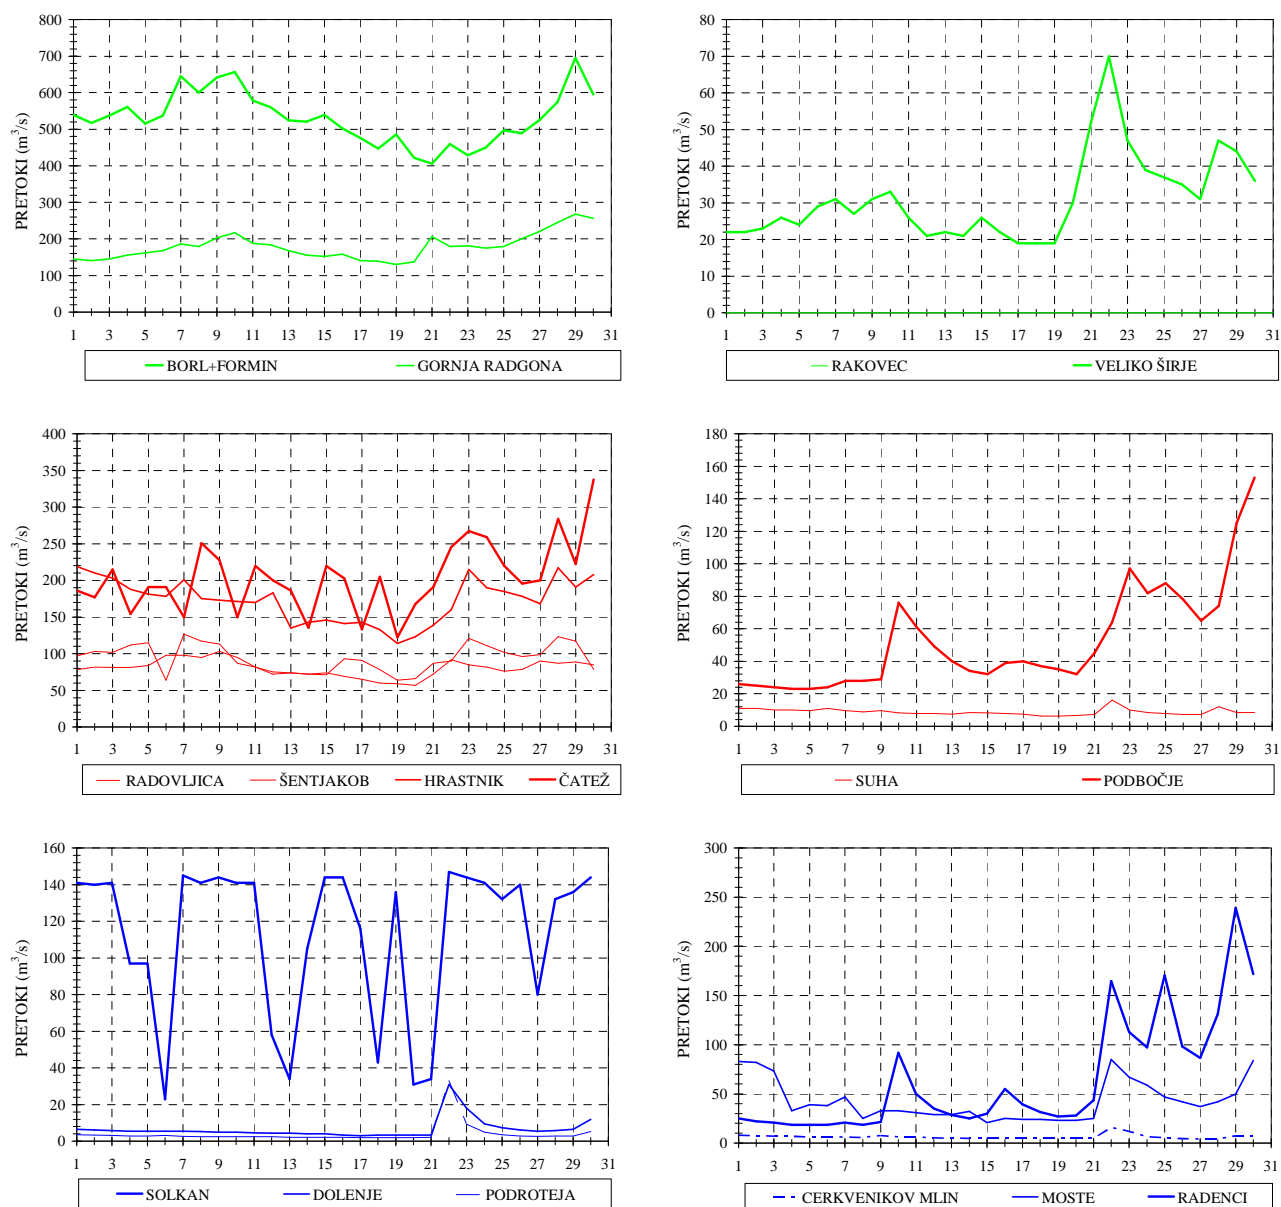 PRETOKI (m³/s)
800
700
600
500
400
300
200
100
0
1 3 5 7 9 11 13 15 17 19 21 23 25 27 29 31
BORL+FORMIN GORNJA RADGONA
PRETOKI (m³/s)
80
70
60
50
40
30
20
10
0
1 3 5 7 9 11 13 15 17 19 21 23 25 27 29 31
RAKOVEC VELIKO ŠIRJE
PRETOKI (m³/s)
400
350
300
250
200
150
100
50
0
1 3 5 7 9 11 13 15 17 19 21 23 25 27 29 31
RADOVLJICA ŠENTJAKOB HRASTNIK ČATEŽ
PRETOKI (m³/s)
180
160
140
120
100
80
60
40
20
0
1 3 5 7 9 11 13 15 17 19 21 23 25 27 29 31
SUHA PODBOČJE
PRETOKI (m³/s)
160
140
120
100
80
60
40
20
0
1 3 5 7 9 11 13 15 17 19 21 23 25 27 29 31
SOLKAN DOLENJE PODROTEJA
PRETOKI (m³/s)
300
250
200
150
100
50
0
1 3 5 7 9 11 13 15 17 19 21 23 25 27 29 31
CERKVENIKOV MLIN MOSTE RADENCI